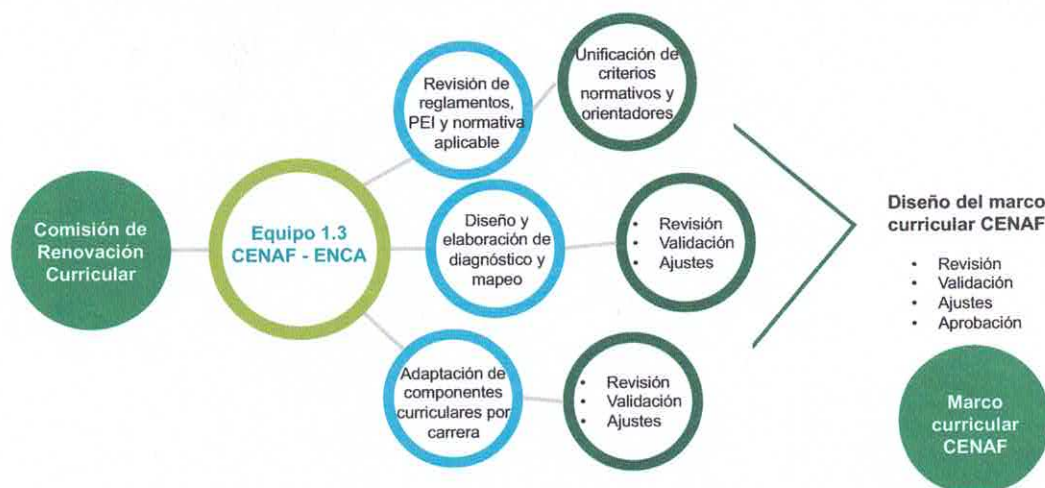 Comisión de
Renovación
Curricular
Equipo 1.3
CENAF - ENCA
Revisión de
reglamentos,
PEI y normativa
aplicable
Unificación de
criterios
normativos y
orientadores
Diseño y
elaboración de
diagnóstico y
mapeo
• Revisión
• Validación
• Ajustes
Adaptación de
componentes
curriculares por
carrera
• Revisión
• Validación
• Ajustes
Diseño del marco
curricular CENAF
• Revisión
• Validación
• Ajustes
• Aprobación
Marco
curricular
CENAF